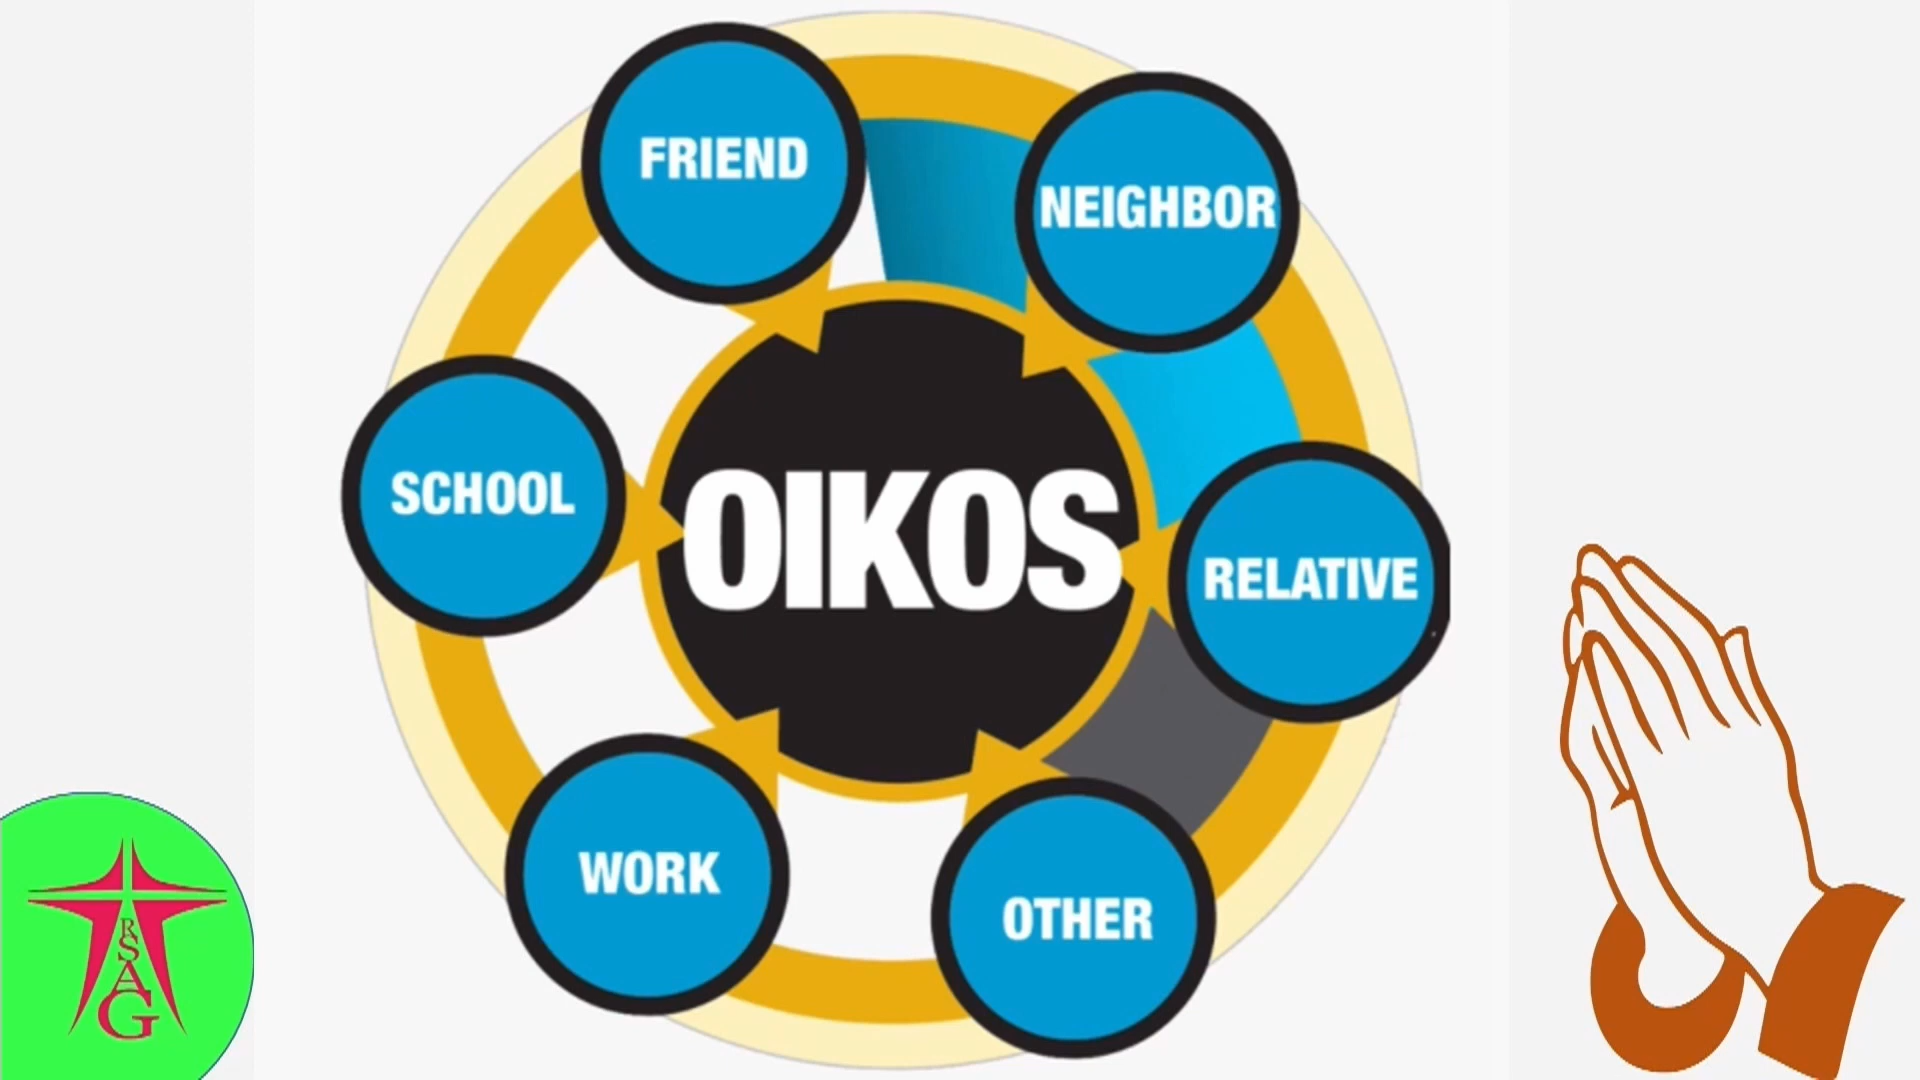 FRIEND
NEIGHBOR
SCHOOL
OIKOS
RELATIVE
WORK
OTHER
R
S
A
G